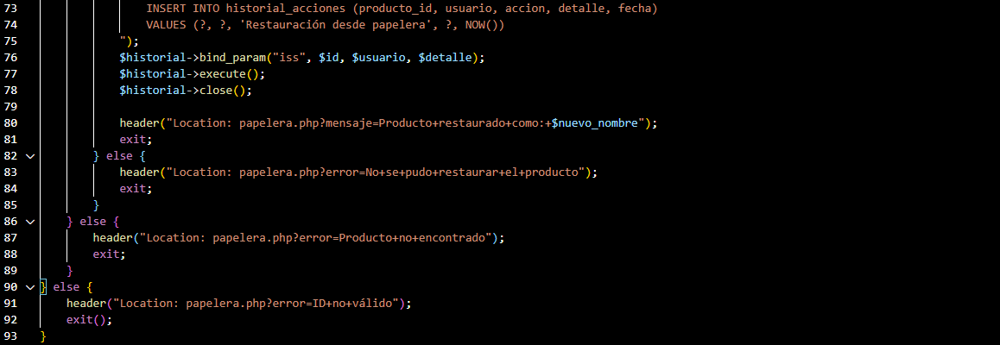 73 INSERT INTO historial_acciones (producto_id, usuario, accion, detalle, fecha)
74 VALUES (?, ?, 'Restauración desde papelera', ?, NOW())
75 ");
76 $historial->bind_param("iss", $id, $usuario, $detalle);
77 $historial->execute();
78 $historial->close();
79
80 header("Location: papelera.php?mensaje=Producto+restaurado+como:+$nuevo_nombre");
81 exit;
82 } else {
83 header("Location: papelera.php?error=No+se+pudo+restaurar+el+producto");
84 exit;
85 }
86 } else {
87 header("Location: papelera.php?error=Producto+no+encontrado");
88 exit;
89 }
90 } else {
91 header("Location: papelera.php?error=ID+no+válido");
92 exit();
93 }